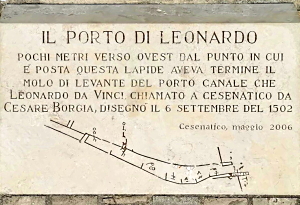 IL PORTO DI LEONARDO
POCHI METRI VERSO OVEST DAL PUNTO IN CUI
È POSTA QUESTA LAPIDE AVEVA TERMINE IL
MOLO DI LEVANTE DEL PORTO CANALE CHE
LEONARDO DA VINCI CHIAMATO A CESENATICO DA
CESARE BORGIA, DISEGNÒ IL 6 SETTEMBRE DEL 1502
Cesenatico, maggio 2006